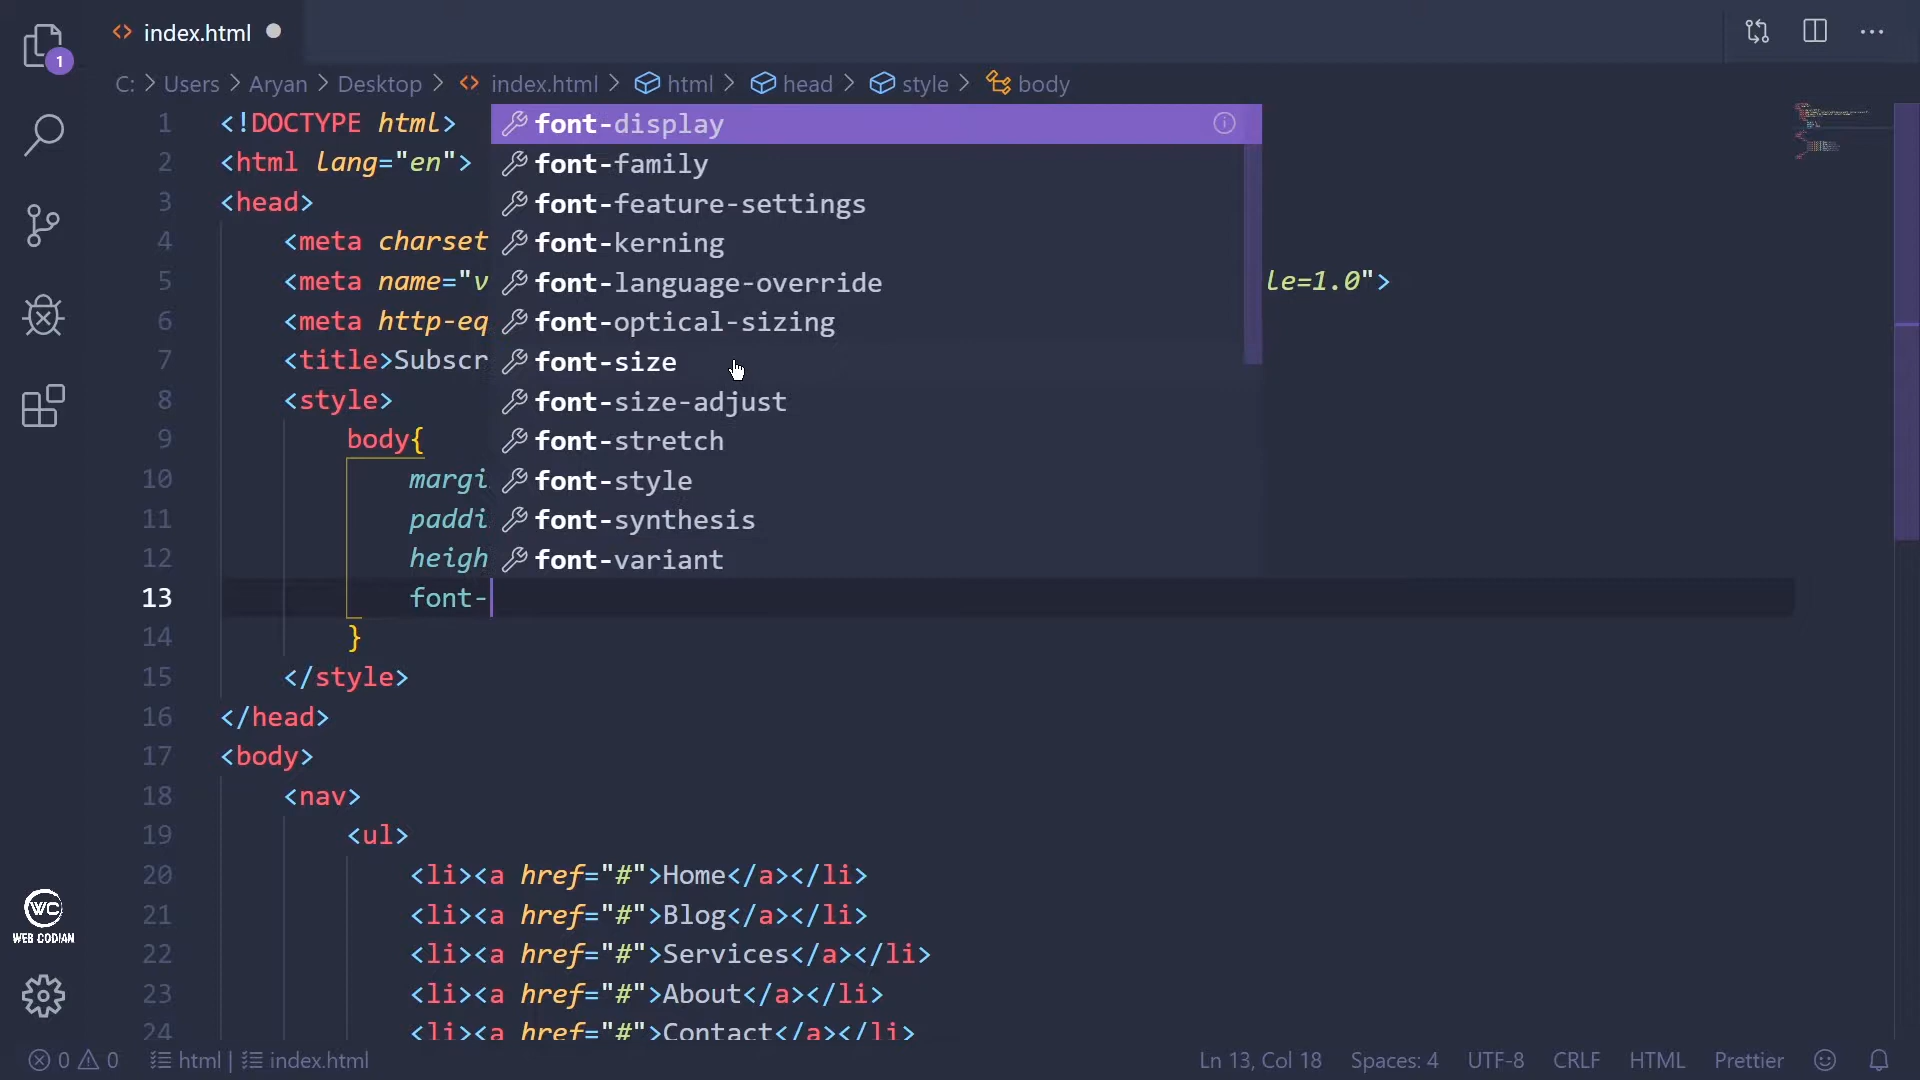 index.html
1
C: > Users > Aryan > Desktop > index.html > html > head > style > body
1 <!DOCTYPE html>
2 <html lang="en">
3 <head>
4 <meta charset
5 <meta name="v le=1.0">
6 <meta http-eq
7 <title>Subscr
8 <style>
9 body{
10 margi
11 paddi
12 heigh
13 font-
14 }
15 </style>
16 </head>
17 <body>
18 <nav>
19 <ul>
20 <li><a href="#">Home</a></li>
21 <li><a href="#">Blog</a></li>
22 <li><a href="#">Services</a></li>
23 <li><a href="#">About</a></li>
24 <li><a href="#">Contact</a></li>
font-display
font-family
font-feature-settings
font-kerning
font-language-override
font-optical-sizing
font-size
font-size-adjust
font-stretch
font-style
font-synthesis
font-variant
WC
WEB CODIAN
0 0 html | index.html Ln 13, Col 18 Spaces: 4 UTF-8 CRLF HTML Prettier